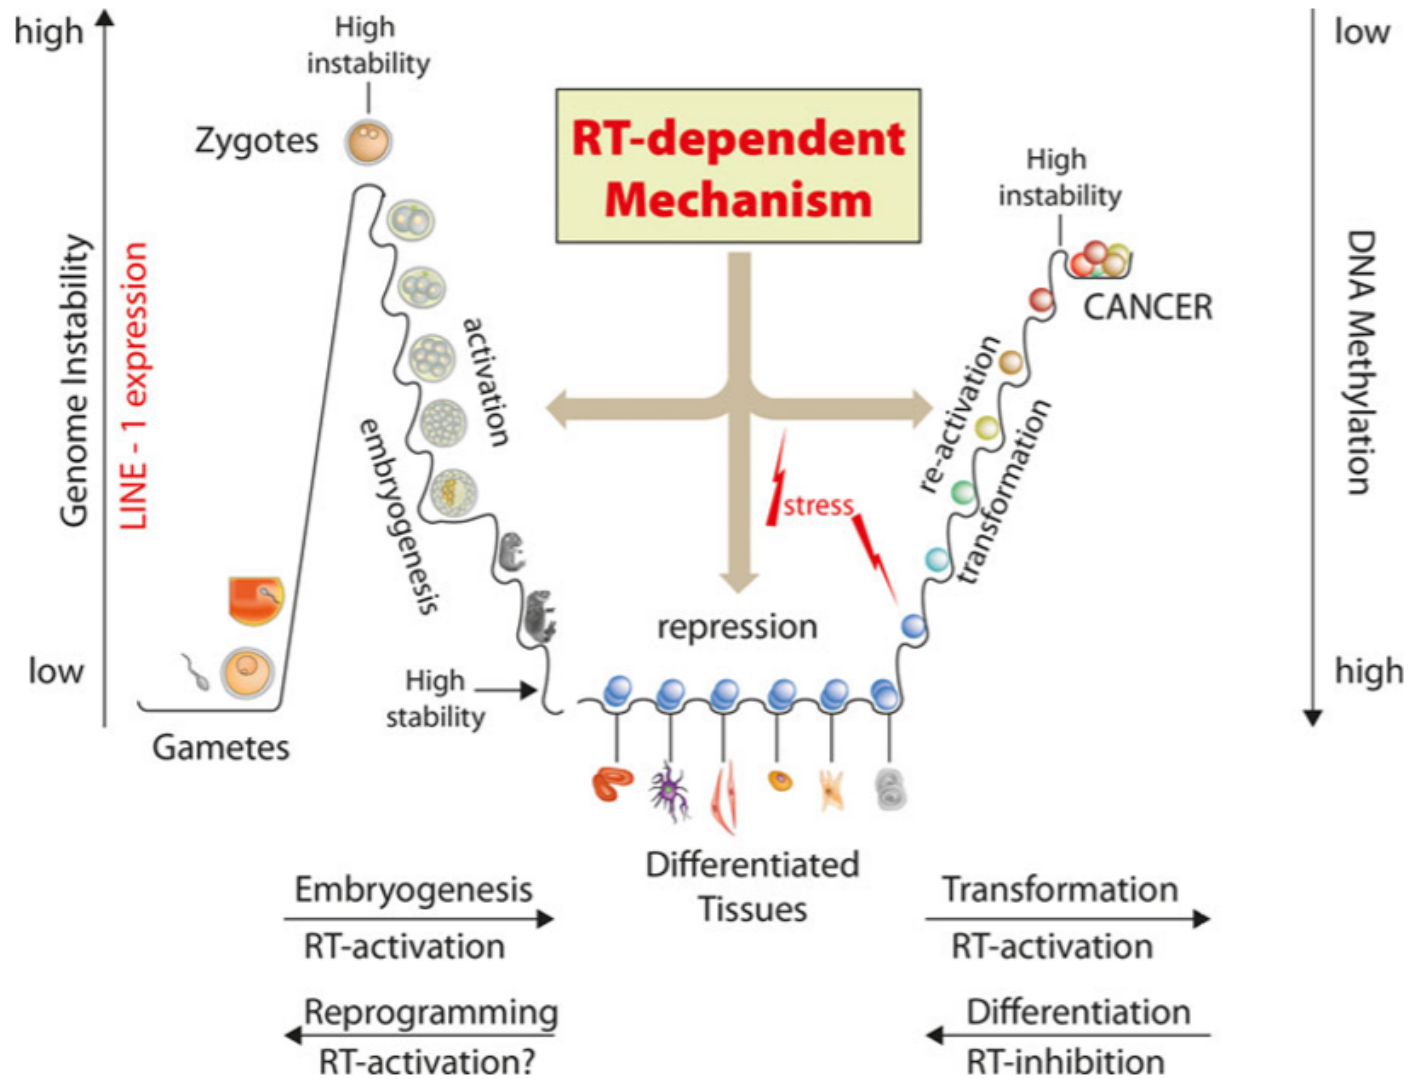 high
High
instability
Zygotes
RT-dependent
Mechanism
low
High
instability
CANCER
Genome Instability
LINE - 1 expression
activation
embryogenesis
re-activation
transformation
DNA Methylation
stress
repression
low
High
stability
high
Gametes
Differentiated
Tissues
Embryogenesis
RT-activation
Transformation
RT-activation
Reprogramming
RT-activation?
Differentiation
RT-inhibition